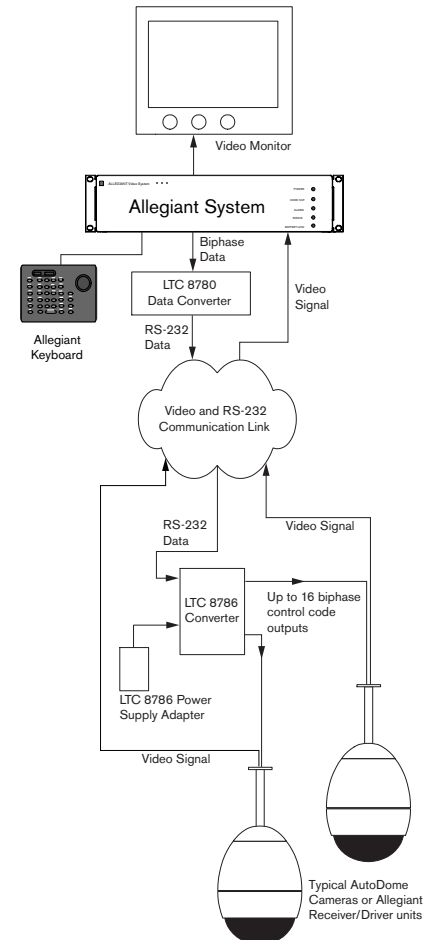 Video Monitor
ALLEGIANT Video System
Allegiant System
Biphase
Data
LTC 8780
Data Converter
Video
Signal
Allegiant
Keyboard
RS-232
Data
Video and RS-232
Communication Link
RS-232
Data
Video Signal
LTC 8786
Converter
Up to 16 biphase
control code
outputs
LTC 8786 Power
Supply Adapter
Video Signal
Typical AutoDome
Cameras or Allegiant
Receiver/Driver units